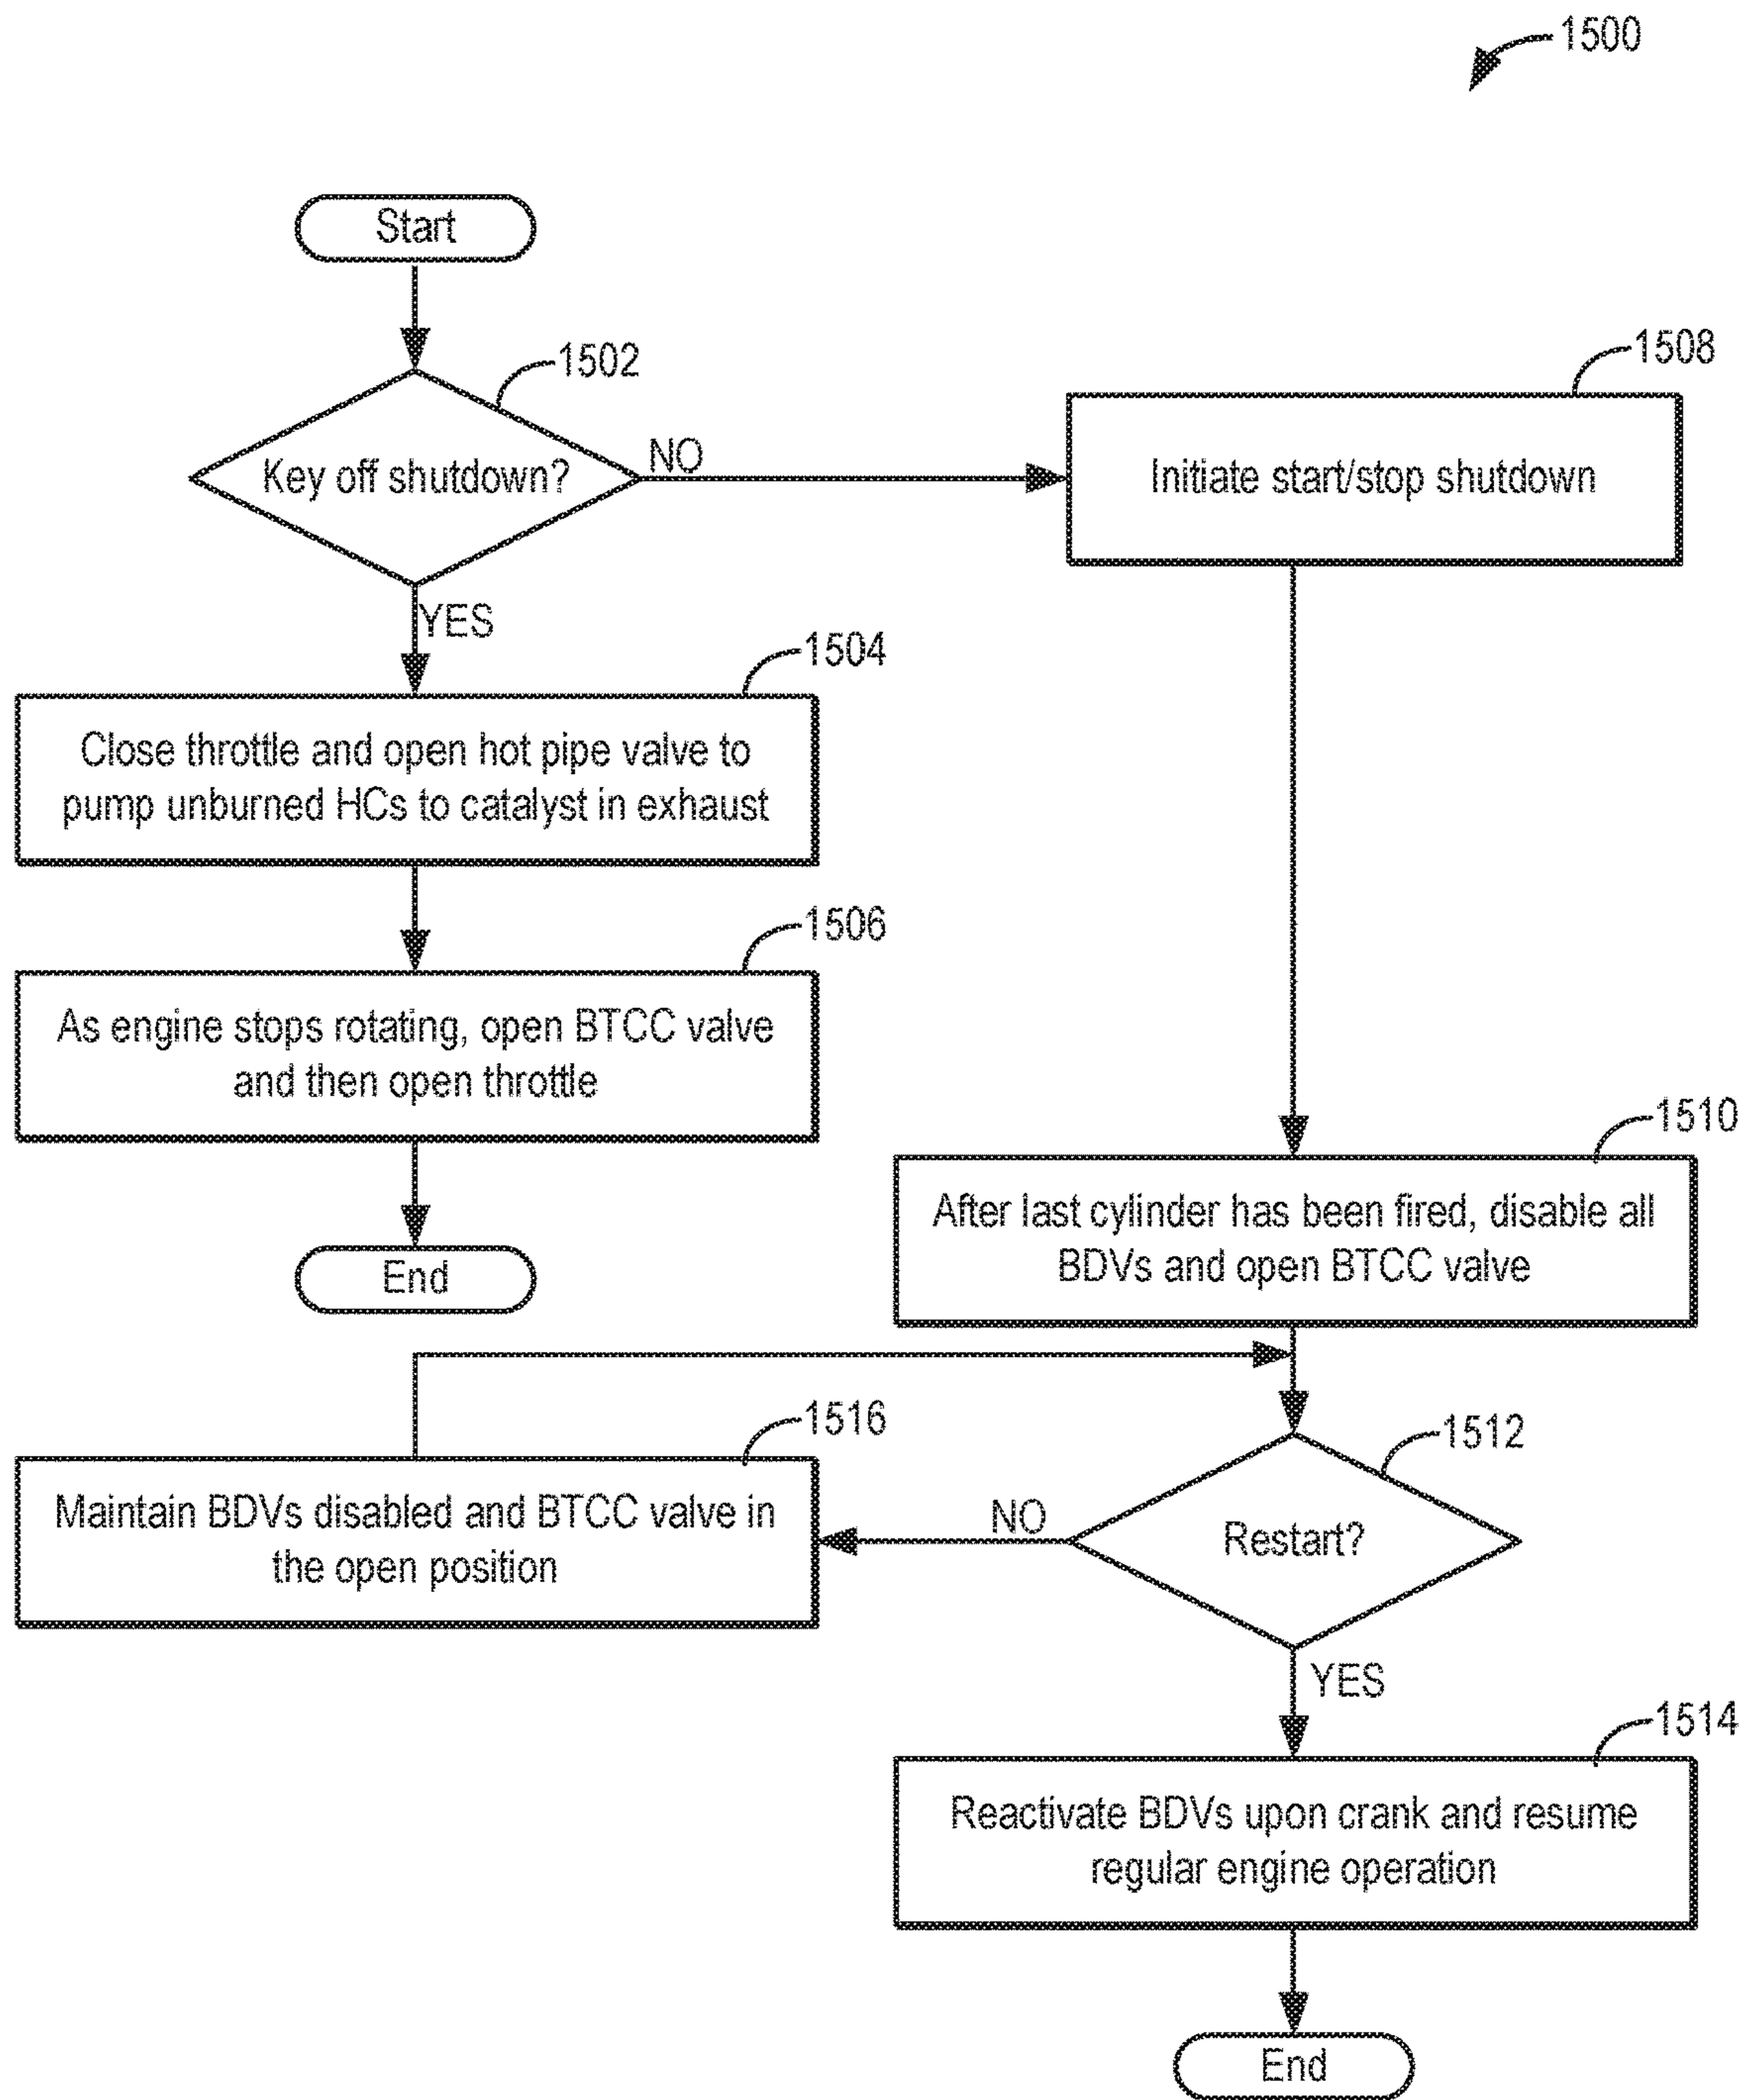 1500
Start
1502
Key off shutdown?
NO
YES
1508
Initiate start/stop shutdown
1504
Close throttle and open hot pipe valve to
pump unburned HCs to catalyst in exhaust
1506
As engine stops rotating, open BTCC valve
and then open throttle
End
1510
After last cylinder has been fired, disable all
BDVs and open BTCC valve
1512
Restart?
NO
YES
1516
Maintain BDVs disabled and BTCC valve in
the open position
1514
Reactivate BDVs upon crank and resume
regular engine operation
End